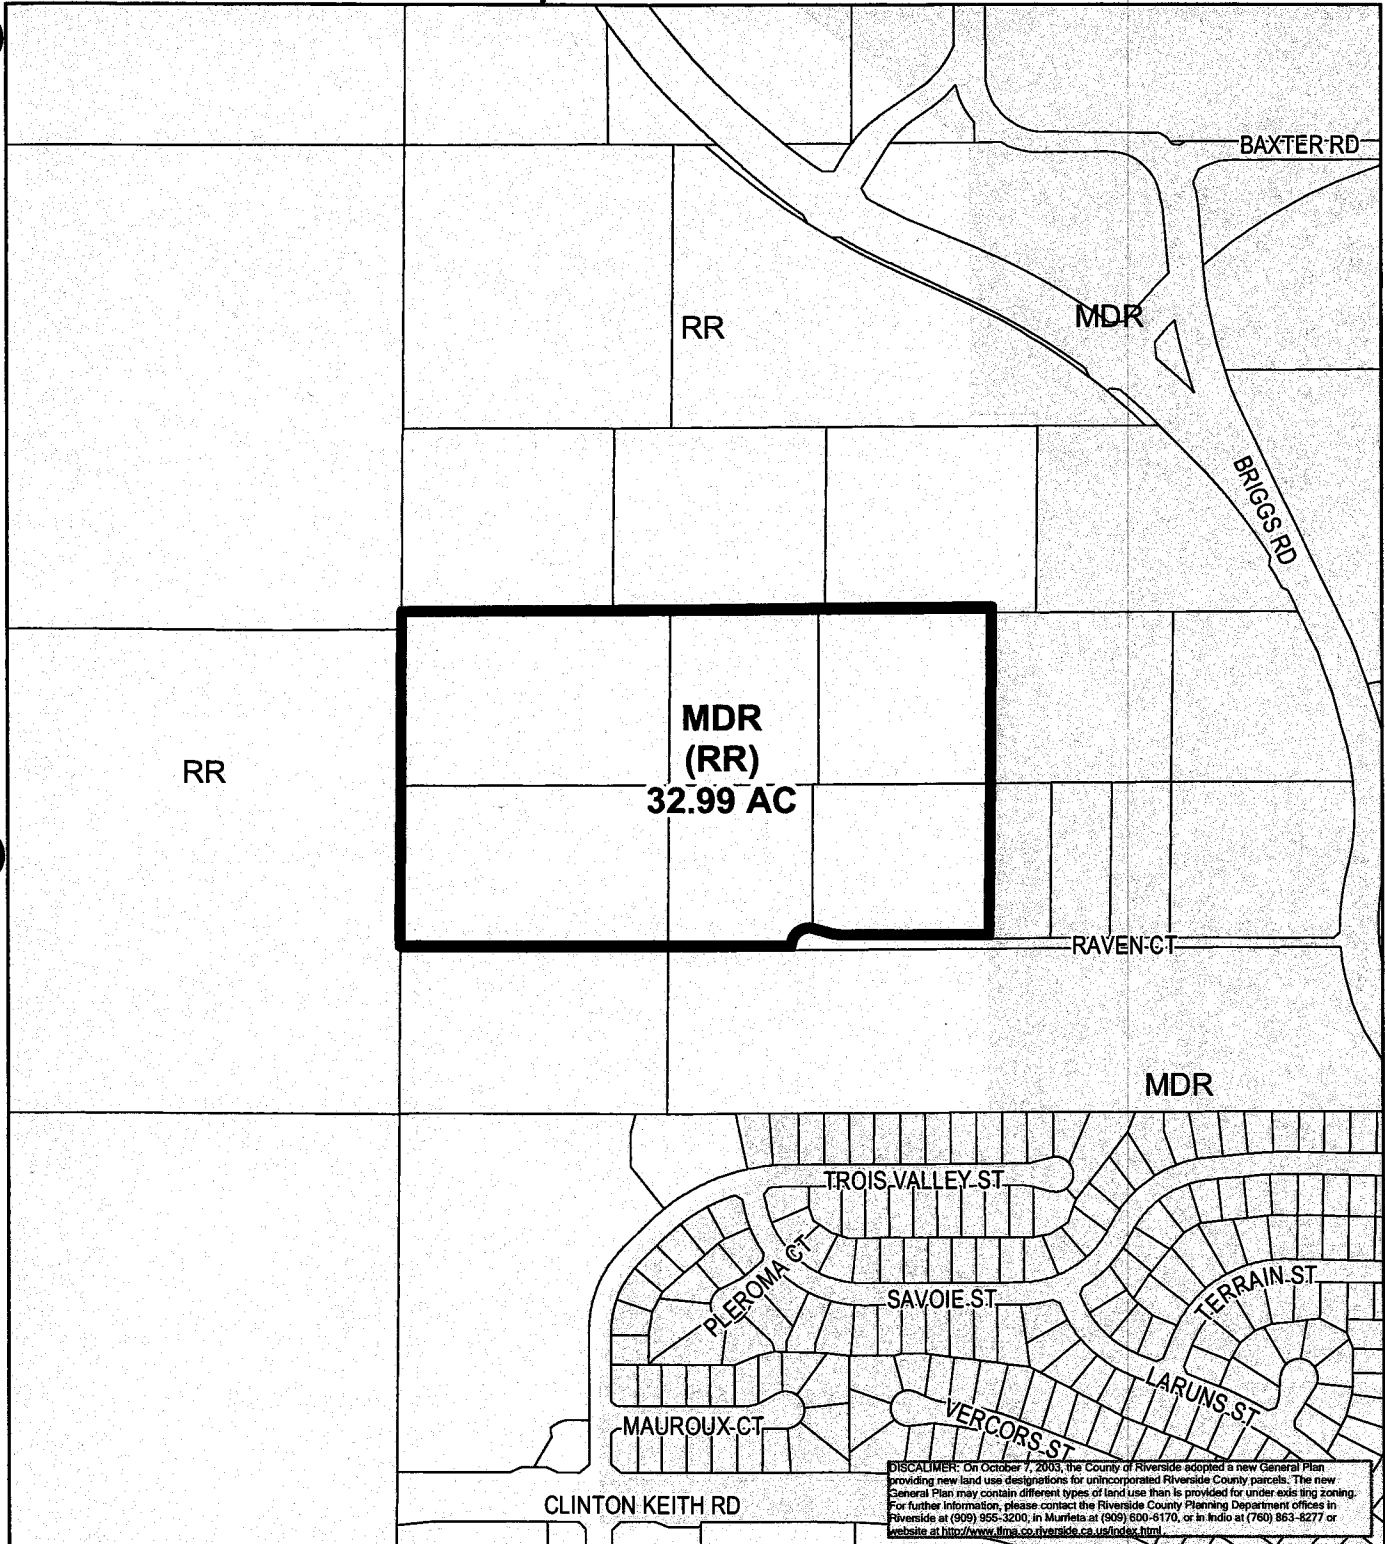 BAXTER RD
MDR
RR
BRIGGS RD
MDR
(RR)
32.99 AC
RR
RAVEN CT
MDR
TROIS VALLEY ST
PLEROMA CT
SAVOIE ST
TERRAIN ST
LARUNS ST
MAUROUX CT
VERCORS ST
CLINTON KEITH RD
DISCALIMER: On October 7, 2003, the County of Riverside adopted a new General Plan
providing new land use designations for unincorporated Riverside County parcels. The new
General Plan may contain different types of land use than is provided for under existing zoning.
For further information, please contact the Riverside County Planning Department offices in
Riverside at (909) 955-3200, in Murrieta at (909) 600-6170, or in Indio at (760) 863-8277 or
website at http://www.tlma.co.riverside.ca.us/index.html